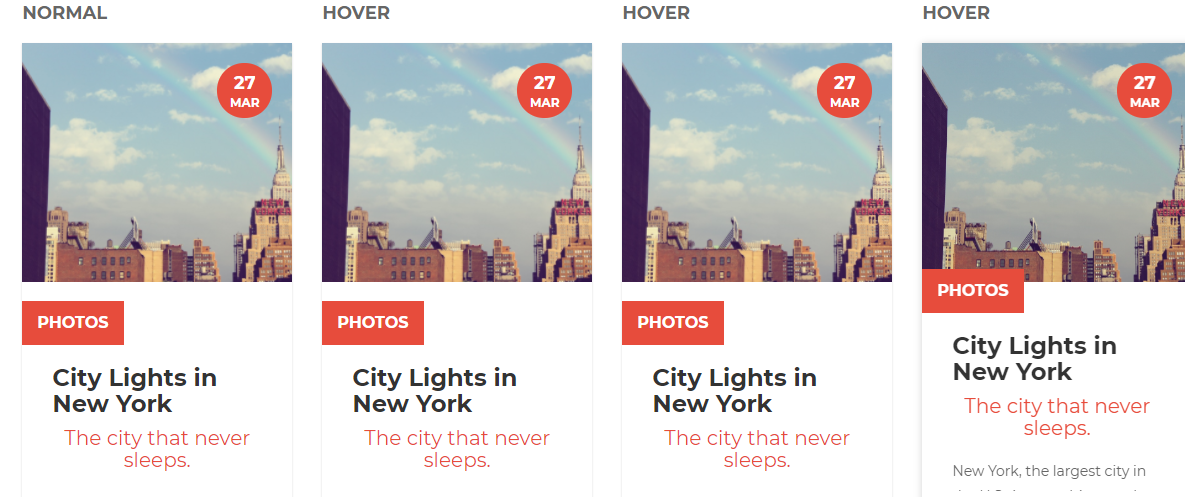 NORMAL
27
MAR
PHOTOS
City Lights in
New York
The city that never
sleeps.
HOVER
27
MAR
PHOTOS
City Lights in
New York
The city that never
sleeps.
HOVER
27
MAR
PHOTOS
City Lights in
New York
The city that never
sleeps.
HOVER
27
MAR
PHOTOS
City Lights in
New York
The city that never
sleeps.
New York, the largest city in